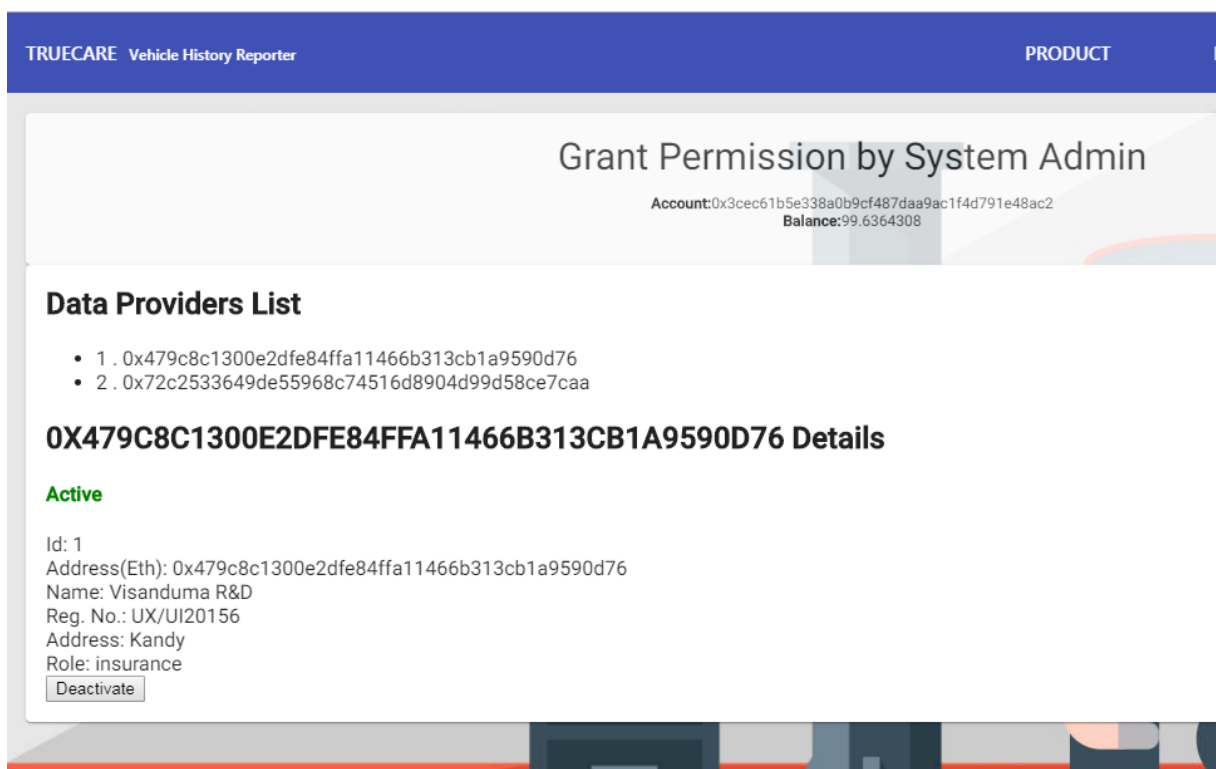 TRUECARE Vehicle History Reporter PRODUCT
Grant Permission by System Admin
Account:0x3cec61b5e338a0b9cf487daa9ac1f4d791e48ac2
Balance:99.6364308
Data Providers List
• 1 . 0x479c8c1300e2dfe84ffa11466b313cb1a9590d76
• 2 . 0x72c2533649de55968c74516d8904d99d58ce7caa
0X479C8C1300E2DFE84FFA11466B313CB1A9590D76 Details
Active
Id: 1
Address(Eth): 0x479c8c1300e2dfe84ffa11466b313cb1a9590d76
Name: Visanduma R&D
Reg. No.: UX/UI20156
Address: Kandy
Role: insurance
Deactivate